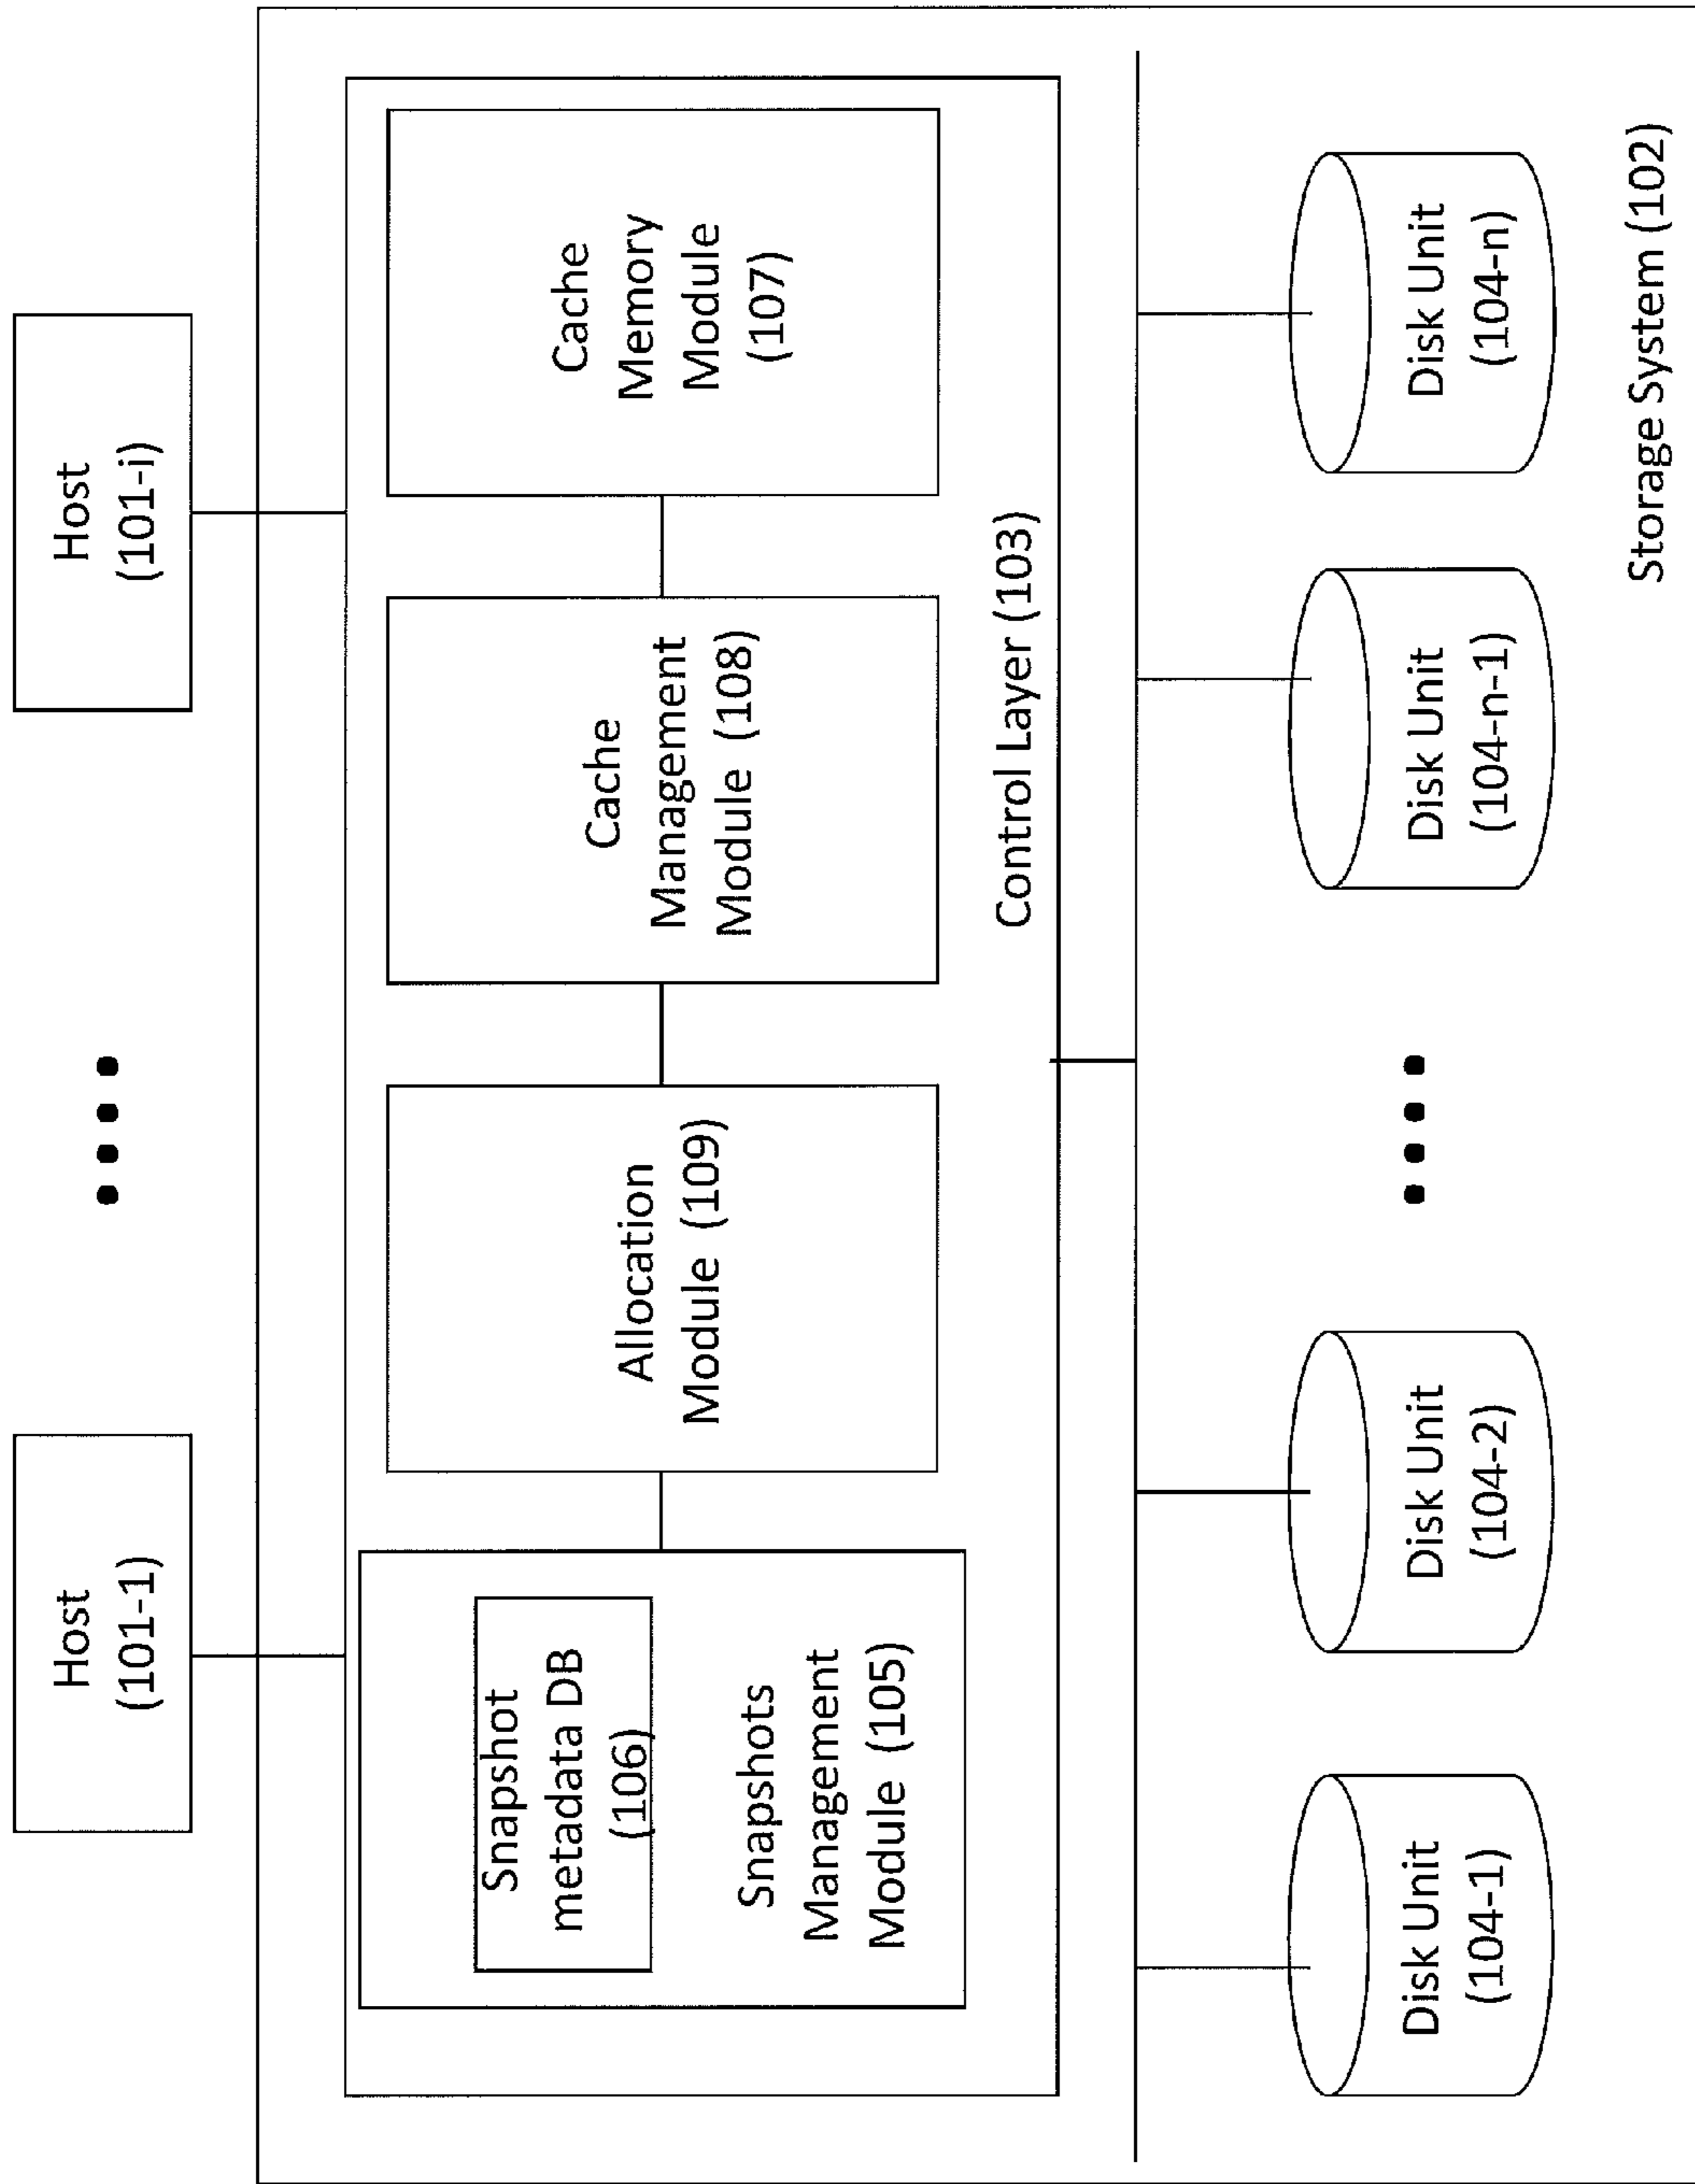 Host
(101-1)
Host
(101-i)
Snapshot
metadata DB
(106)
Snapshots
Management
Module (105)
Allocation
Module (109)
Cache
Management
Module (108)
Cache
Memory
Module
(107)
Control Layer (103)
Disk Unit
(104-1)
Disk Unit
(104-2)
Disk Unit
(104-n-1)
Disk Unit
(104-n)
Storage System (102)